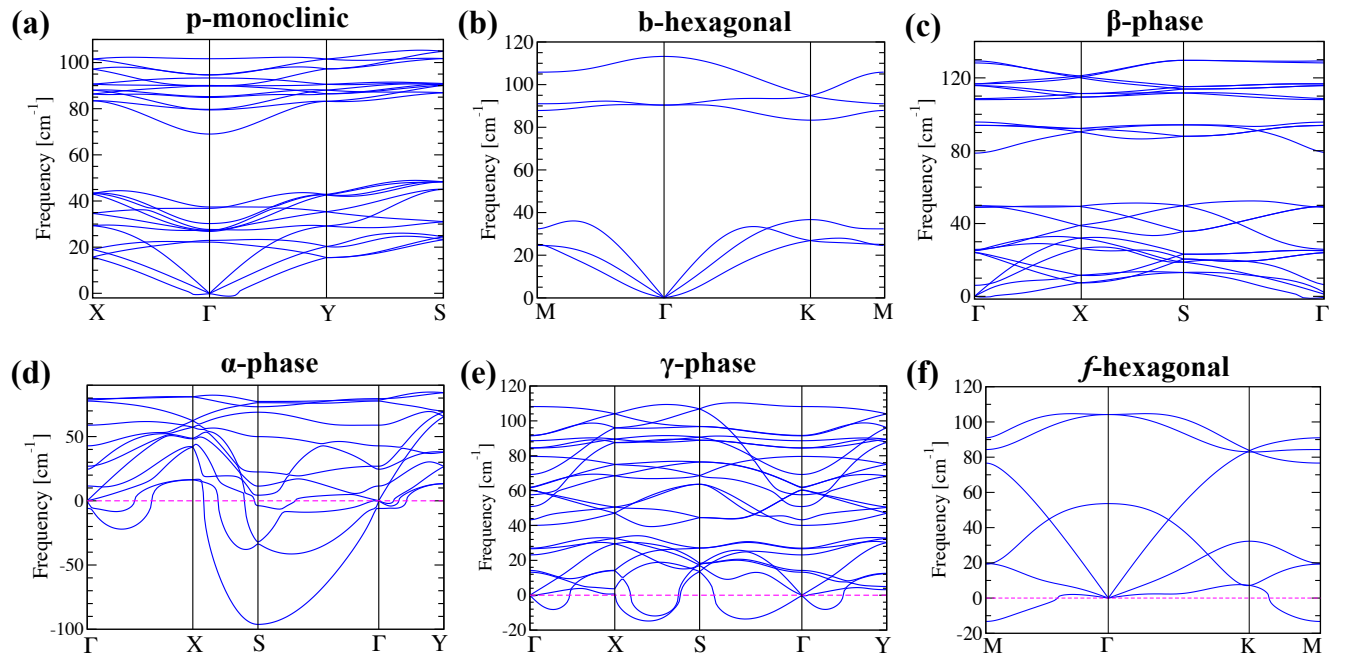 (a) p-monoclinic
Frequency [cm⁻¹]
100
80
60
40
20
0
X Γ Y S
(b) b-hexagonal
Frequency [cm⁻¹]
120
100
80
60
40
20
0
M Γ K M
(c) β-phase
Frequency [cm⁻¹]
120
80
40
0
Γ X S Γ
(d) α-phase
Frequency [cm⁻¹]
50
0
-50
-100
Γ X S Γ Y
(e) γ-phase
Frequency [cm⁻¹]
120
100
80
60
40
20
0
-20
Γ X S Γ Y
(f) f-hexagonal
Frequency [cm⁻¹]
120
100
80
60
40
20
0
-20
M Γ K M